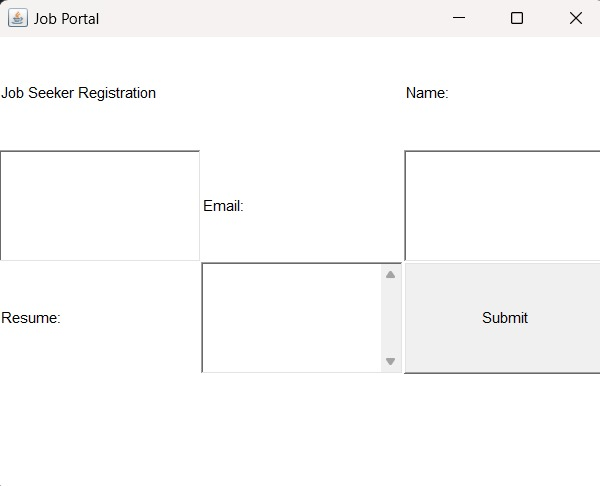 Job Portal
Job Seeker Registration
Name:
Email:
Resume:
Submit